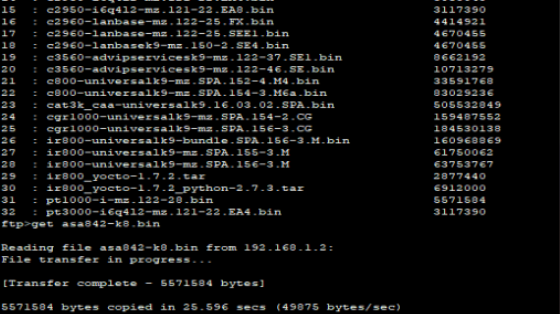 15 : c2950-i6q4l2-mz.121-22.EA8.bin 3117390
16 : c2960-lanbase-mz.122-25.FX.bin 4414921
17 : c2960-lanbase-mz.122-25.SEE1.bin 4670455
18 : c2960-lanbasek9-mz.150-2.SE4.bin 4670455
19 : c3560-advipservicesk9-mz.122-37.SE1.bin 8662192
20 : c3560-advipservicesk9-mz.122-46.SE.bin 10713279
21 : c800-universalk9-mz.SPA.152-4.M4.bin 33591768
22 : c800-universalk9-mz.SPA.154-3.M6a.bin 83029236
23 : cat3k_caa-universalk9.16.03.02.SPA.bin 505532849
24 : cgr1000-universalk9-mz.SPA.154-2.CG 159487552
25 : cgr1000-universalk9-mz.SPA.156-3.CG 184530138
26 : ir800-universalk9-bundle.SPA.156-3.M.bin 160968869
27 : ir800-universalk9-mz.SPA.155-3.M 61750062
28 : ir800-universalk9-mz.SPA.156-3.M 63753767
29 : ir800_yocto-1.7.2.tar 2877440
30 : ir800_yocto-1.7.2_python-2.7.3.tar 6912000
31 : pt1000-i-mz.122-28.bin 5571584
32 : pt3000-i6q4l2-mz.121-22.EA4.bin 3117390
ftp>get asa842-k8.bin
Reading file asa842-k8.bin from 192.168.1.2:
File transfer in progress...
[Transfer complete - 5571584 bytes]
5571584 bytes copied in 25.596 secs (49875 bytes/sec)